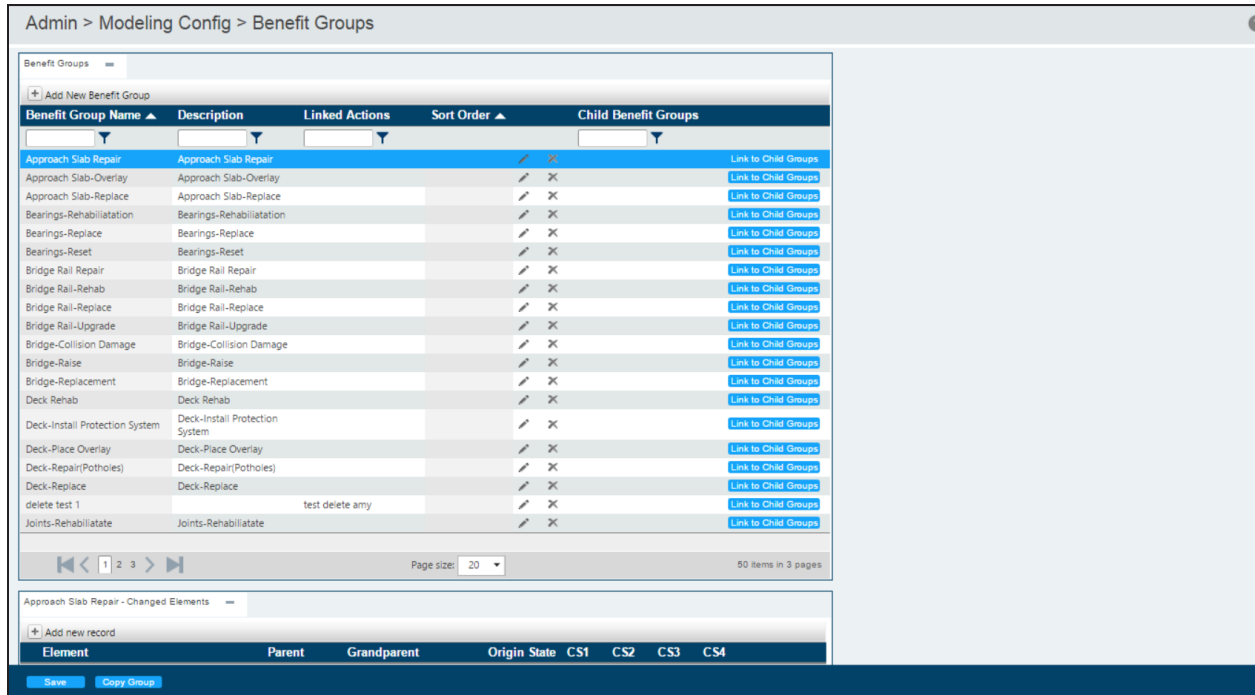 Admin > Modeling Config > Benefit Groups
Benefit Groups
+ Add New Benefit Group
Benefit Group Name Description Linked Actions Sort Order Child Benefit Groups
Approach Slab Repair Approach Slab Repair Link to Child Groups
Approach Slab-Overlay Approach Slab-Overlay Link to Child Groups
Approach Slab-Replace Approach Slab-Replace Link to Child Groups
Bearings-Rehabiliatation Bearings-Rehabiliatation Link to Child Groups
Bearings-Replace Bearings-Replace Link to Child Groups
Bearings-Reset Bearings-Reset Link to Child Groups
Bridge Rail Repair Bridge Rail Repair Link to Child Groups
Bridge Rail-Rehab Bridge Rail-Rehab Link to Child Groups
Bridge Rail-Replace Bridge Rail-Replace Link to Child Groups
Bridge Rail-Upgrade Bridge Rail-Upgrade Link to Child Groups
Bridge-Collision Damage Bridge-Collision Damage Link to Child Groups
Bridge-Raise Bridge-Raise Link to Child Groups
Bridge-Replacement Bridge-Replacement Link to Child Groups
Deck Rehab Deck Rehab Link to Child Groups
Deck-Install Protection System Deck-Install Protection System Link to Child Groups
Deck-Place Overlay Deck-Place Overlay Link to Child Groups
Deck-Repair(Potholes) Deck-Repair(Potholes) Link to Child Groups
Deck-Replace Deck-Replace Link to Child Groups
delete test 1 test delete amy Link to Child Groups
Joints-Rehabiliatate Joints-Rehabiliatate Link to Child Groups
1 2 3 Page size: 20 50 items in 3 pages
Approach Slab Repair - Changed Elements
+ Add new record
Element Parent Grandparent Origin State CS1 CS2 CS3 CS4
Save Copy Group